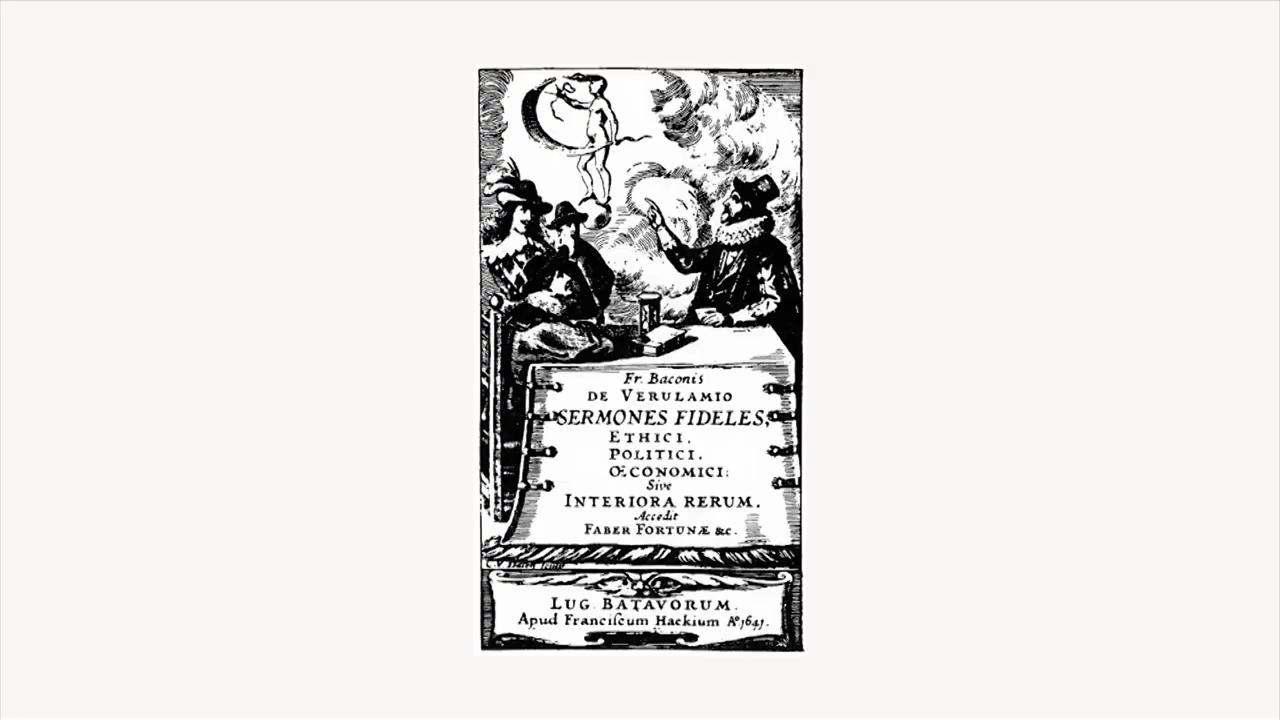 Fr. Baconis
DE VERULAMIO
SERMONES FIDELES,
ETHICI.
POLITICI.
ŒCONOMICI:
Sive
INTERIORA RERUM.
Accedit
FABER FORTUNÆ &c.
C. V
LUG. BATAVORUM.
Apud Franciſcum Hackium Aº 1641.